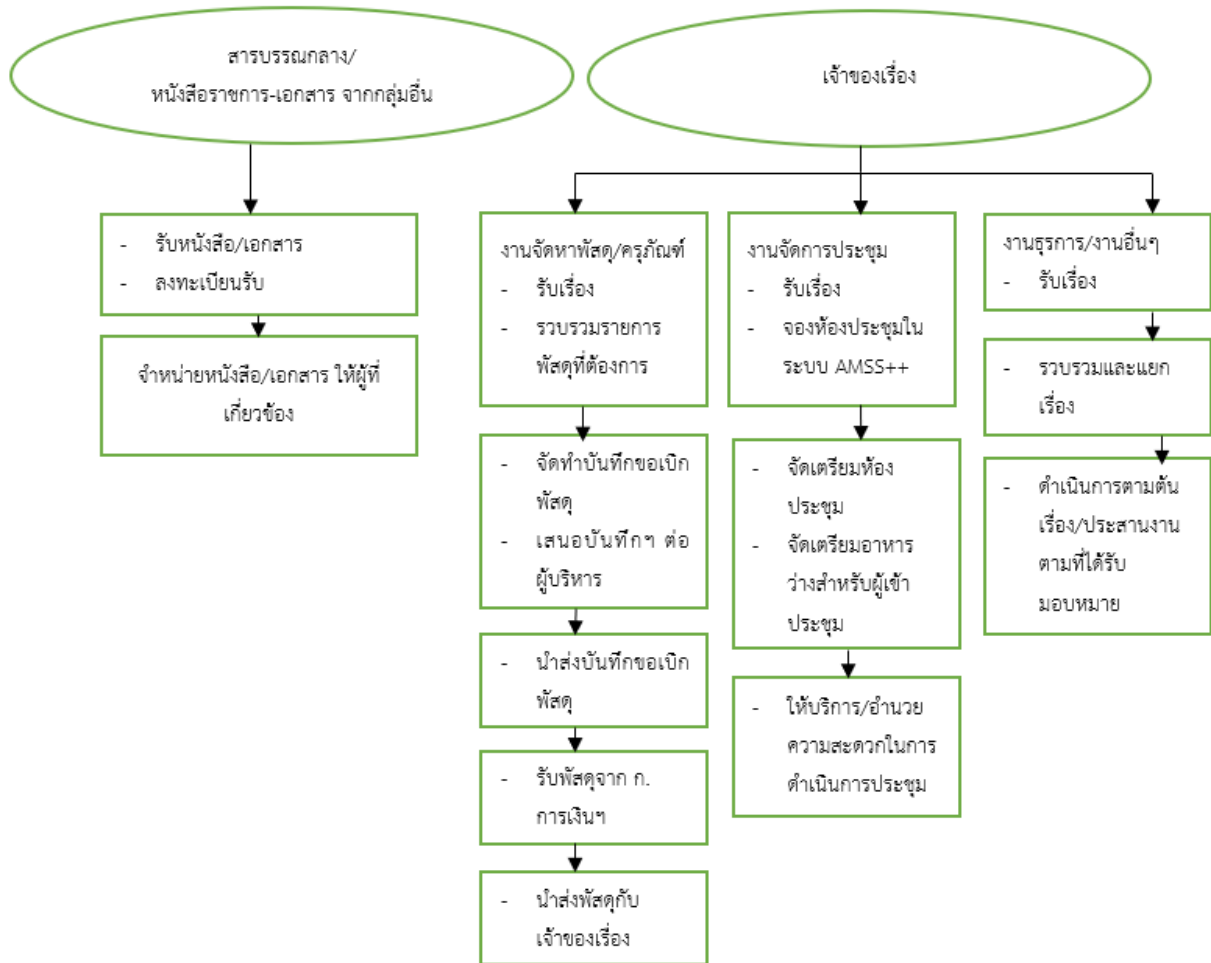 สารบรรณกลาง/
หนังสือราชการ-เอกสาร จากกลุ่มอื่น
เจ้าของเรื่อง
- รับหนังสือ/เอกสาร
- ลงทะเบียนรับ
จำหน่ายหนังสือ/เอกสาร ให้ผู้ที่
เกี่ยวข้อง
งานจัดหาพัสดุ/ครุภัณฑ์
- รับเรื่อง
- รวบรวมรายการ
พัสดุที่ต้องการ
- จัดทำบันทึกขอเบิก
พัสดุ
- เสนอบันทึกฯ ต่อ
ผู้บริหาร
- นำส่งบันทึกขอเบิก
พัสดุ
- รับพัสดุจาก ก.
การเงินฯ
- นำส่งพัสดุกับ
เจ้าของเรื่อง
งานจัดการประชุม
- รับเรื่อง
- จองห้องประชุมใน
ระบบ AMSS++
- จัดเตรียมห้อง
ประชุม
- จัดเตรียมอาหาร
ว่างสำหรับผู้เข้า
ประชุม
- ให้บริการ/อำนวย
ความสะดวกในการ
ดำเนินการประชุม
งานธุรการ/งานอื่นๆ
- รับเรื่อง
- รวบรวมและแยก
เรื่อง
- ดำเนินการตามต้น
เรื่อง/ประสานงาน
ตามที่ได้รับ
มอบหมาย